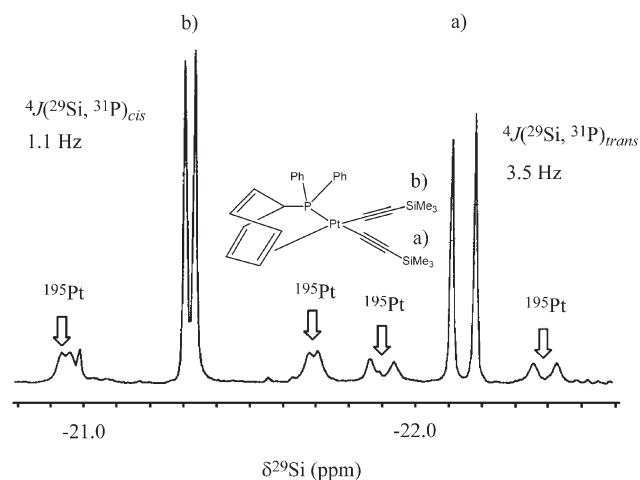 b)
a)
⁴J(²⁹Si, ³¹P)cis
1.1 Hz
⁴J(²⁹Si, ³¹P)trans
3.5 Hz
Ph
Ph
b)
P
SiMe₃
Pt
a)
SiMe₃
¹⁹⁵Pt
¹⁹⁵Pt
¹⁹⁵Pt
¹⁹⁵Pt
-21.0
-22.0
δ²⁹Si (ppm)